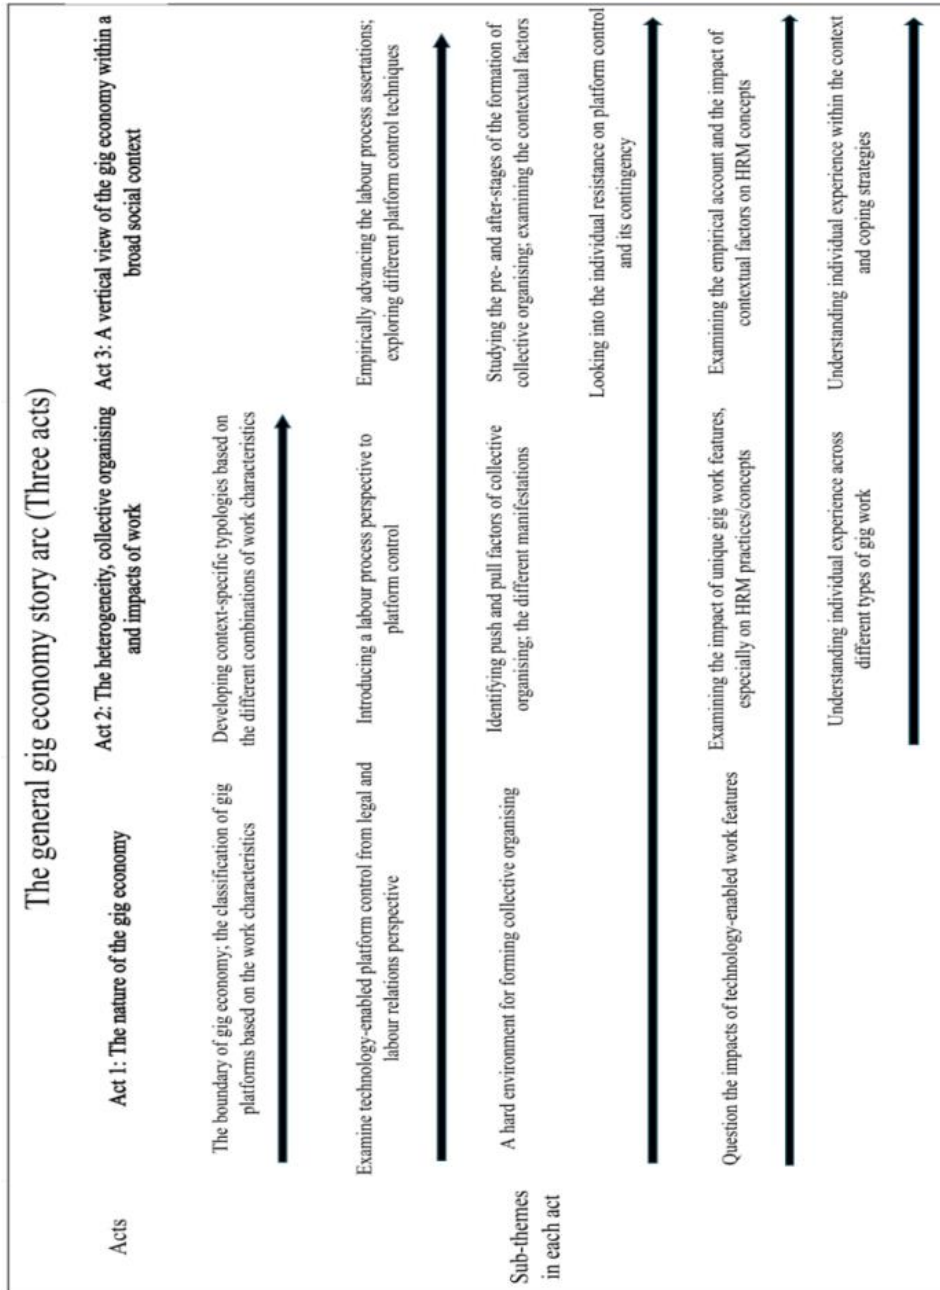 The general gig economy story arc (Three acts)
Acts
Act 1: The nature of the gig economy
Act 2: The heterogeneity, collective organising
and impacts of work
Act 3: A vertical view of the gig economy within a
broad social context
Sub-themes
in each act
The boundary of gig economy; the classification of gig
platforms based on the work characteristics
Developing context-specific typologies based on
the different combinations of work characteristics
Examine technology-enabled platform control from legal and
labour relations perspective
Introducing a labour process perspective to
platform control
Empirically advancing the labour process assertions;
exploring different platform control techniques
A hard environment for forming collective organising
Identifying push and pull factors of collective
organising; the different manifestations
Studying the pre- and after-stages of the formation of
collective organising; examining the contextual factors
Looking into the individual resistance on platform control
and its contingency
Question the impacts of technology-enabled work features
Examining the impact of unique gig work features,
especially on HRM practices/concepts
Examining the empirical account and the impact of
contextual factors on HRM concepts
Understanding individual experience across
different types of gig work
Understanding individual experience within the context
and coping strategies